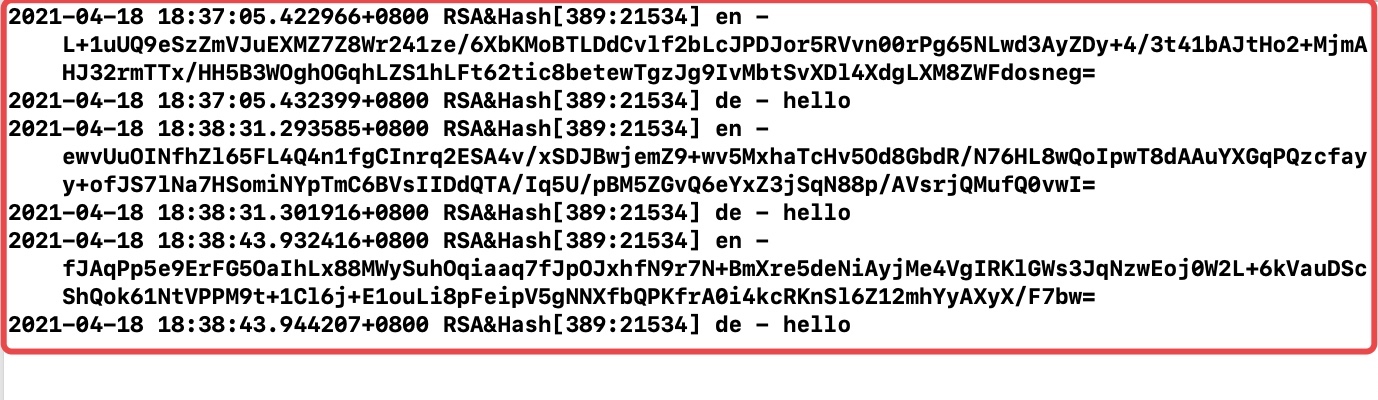 2021-04-18 18:37:05.422966+0800 RSA&Hash[389:21534] en -
L+1uUQ9eSzZmVJuEXMZ7Z8Wr241ze/6XbKMoBTLDdCvlf2bLcJPDJor5RVvn00rPg65NLwd3AyZDy+4/3t41bAJtHo2+MjmA
HJ32rmTTx/HH5B3WOghOGqhLZS1hLFt62tic8betewTgzJg9IvMbtSvXDl4XdgLXM8ZWFdosneg=
2021-04-18 18:37:05.432399+0800 RSA&Hash[389:21534] de - hello
2021-04-18 18:38:31.293585+0800 RSA&Hash[389:21534] en -
ewvUuOINfhZl65FL4Q4n1fgCInrq2ESA4v/xSDJBwjemZ9+wv5MxhaTcHv5Od8GbdR/N76HL8wQoIpwT8dAAuYXGqPQzcfay
y+ofJS7lNa7HSomiNYpTmC6BVsIIDdQTA/Iq5U/pBM5ZGvQ6eYxZ3jSqN88p/AVsrjQMufQ0vwI=
2021-04-18 18:38:31.301916+0800 RSA&Hash[389:21534] de - hello
2021-04-18 18:38:43.932416+0800 RSA&Hash[389:21534] en -
fJAqPp5e9ErFG5OaIhLx88MWySuhOqiaaq7fJpOJxhfN9r7N+BmXre5deNiAyjMe4VgIRKlGWs3JqNzwEoj0W2L+6kVauDSc
ShQok61NtVPPM9t+1Cl6j+E1ouLi8pFeipV5gNNXfbQPKfrA0i4kcRKnSl6Z12mhYyAXyX/F7bw=
2021-04-18 18:38:43.944207+0800 RSA&Hash[389:21534] de - hello